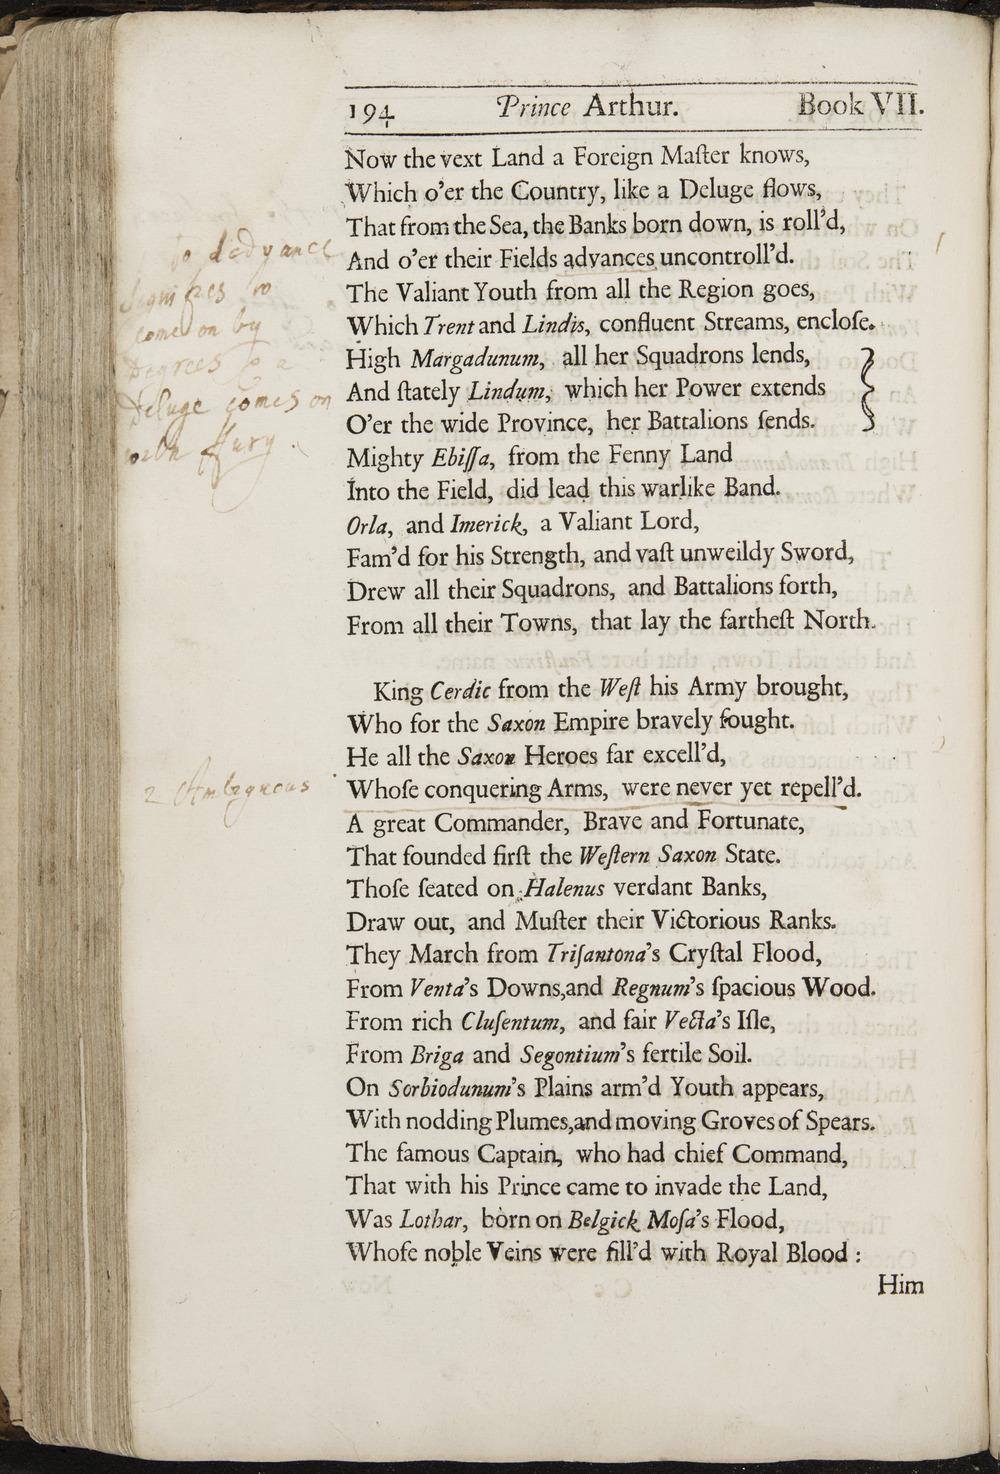 194 Prince Arthur. Book VII.
Now the vext Land a Foreign Maſter knows,
Which o'er the Country, like a Deluge flows,
That from the Sea, the Banks born down, is roll'd,
And o'er their Fields advances uncontroll'd.
The Valiant Youth from all the Region goes,
Which Trent and Lindis, confluent Streams, encloſe.
High Margadunum, all her Squadrons lends,
And ſtately Lindum, which her Power extends
O'er the wide Province, her Battalions ſends.
Mighty Ebiſſa, from the Fenny Land
Into the Field, did lead this warlike Band.
Orla, and Imerick, a Valiant Lord,
Fam'd for his Strength, and vaſt unweildy Sword,
Drew all their Squadrons, and Battalions forth,
From all their Towns, that lay the fartheſt North.
King Cerdic from the Weſt his Army brought,
Who for the Saxon Empire bravely fought.
He all the Saxon Heroes far excell'd,
Whoſe conquering Arms, were never yet repell'd.
A great Commander, Brave and Fortunate,
That founded firſt the Weſtern Saxon State.
Thoſe ſeated on Halenus verdant Banks,
Draw out, and Muſter their Victorious Ranks.
They March from Triſantona's Cryſtal Flood,
From Venta's Downs,and Regnum's ſpacious Wood.
From rich Cluſentum, and fair Vecta's Iſle,
From Briga and Segontium's fertile Soil.
On Sorbiodunum's Plains arm'd Youth appears,
With nodding Plumes,and moving Groves of Spears.
The famous Captain, who had chief Command,
That with his Prince came to invade the Land,
Was Lothar, born on Belgick Moſa's Flood,
Whoſe noble Veins were fill'd with Royal Blood :
Him
to
signifies to
come on by
Degrees & a
Deluge comes on
with ffury.
2